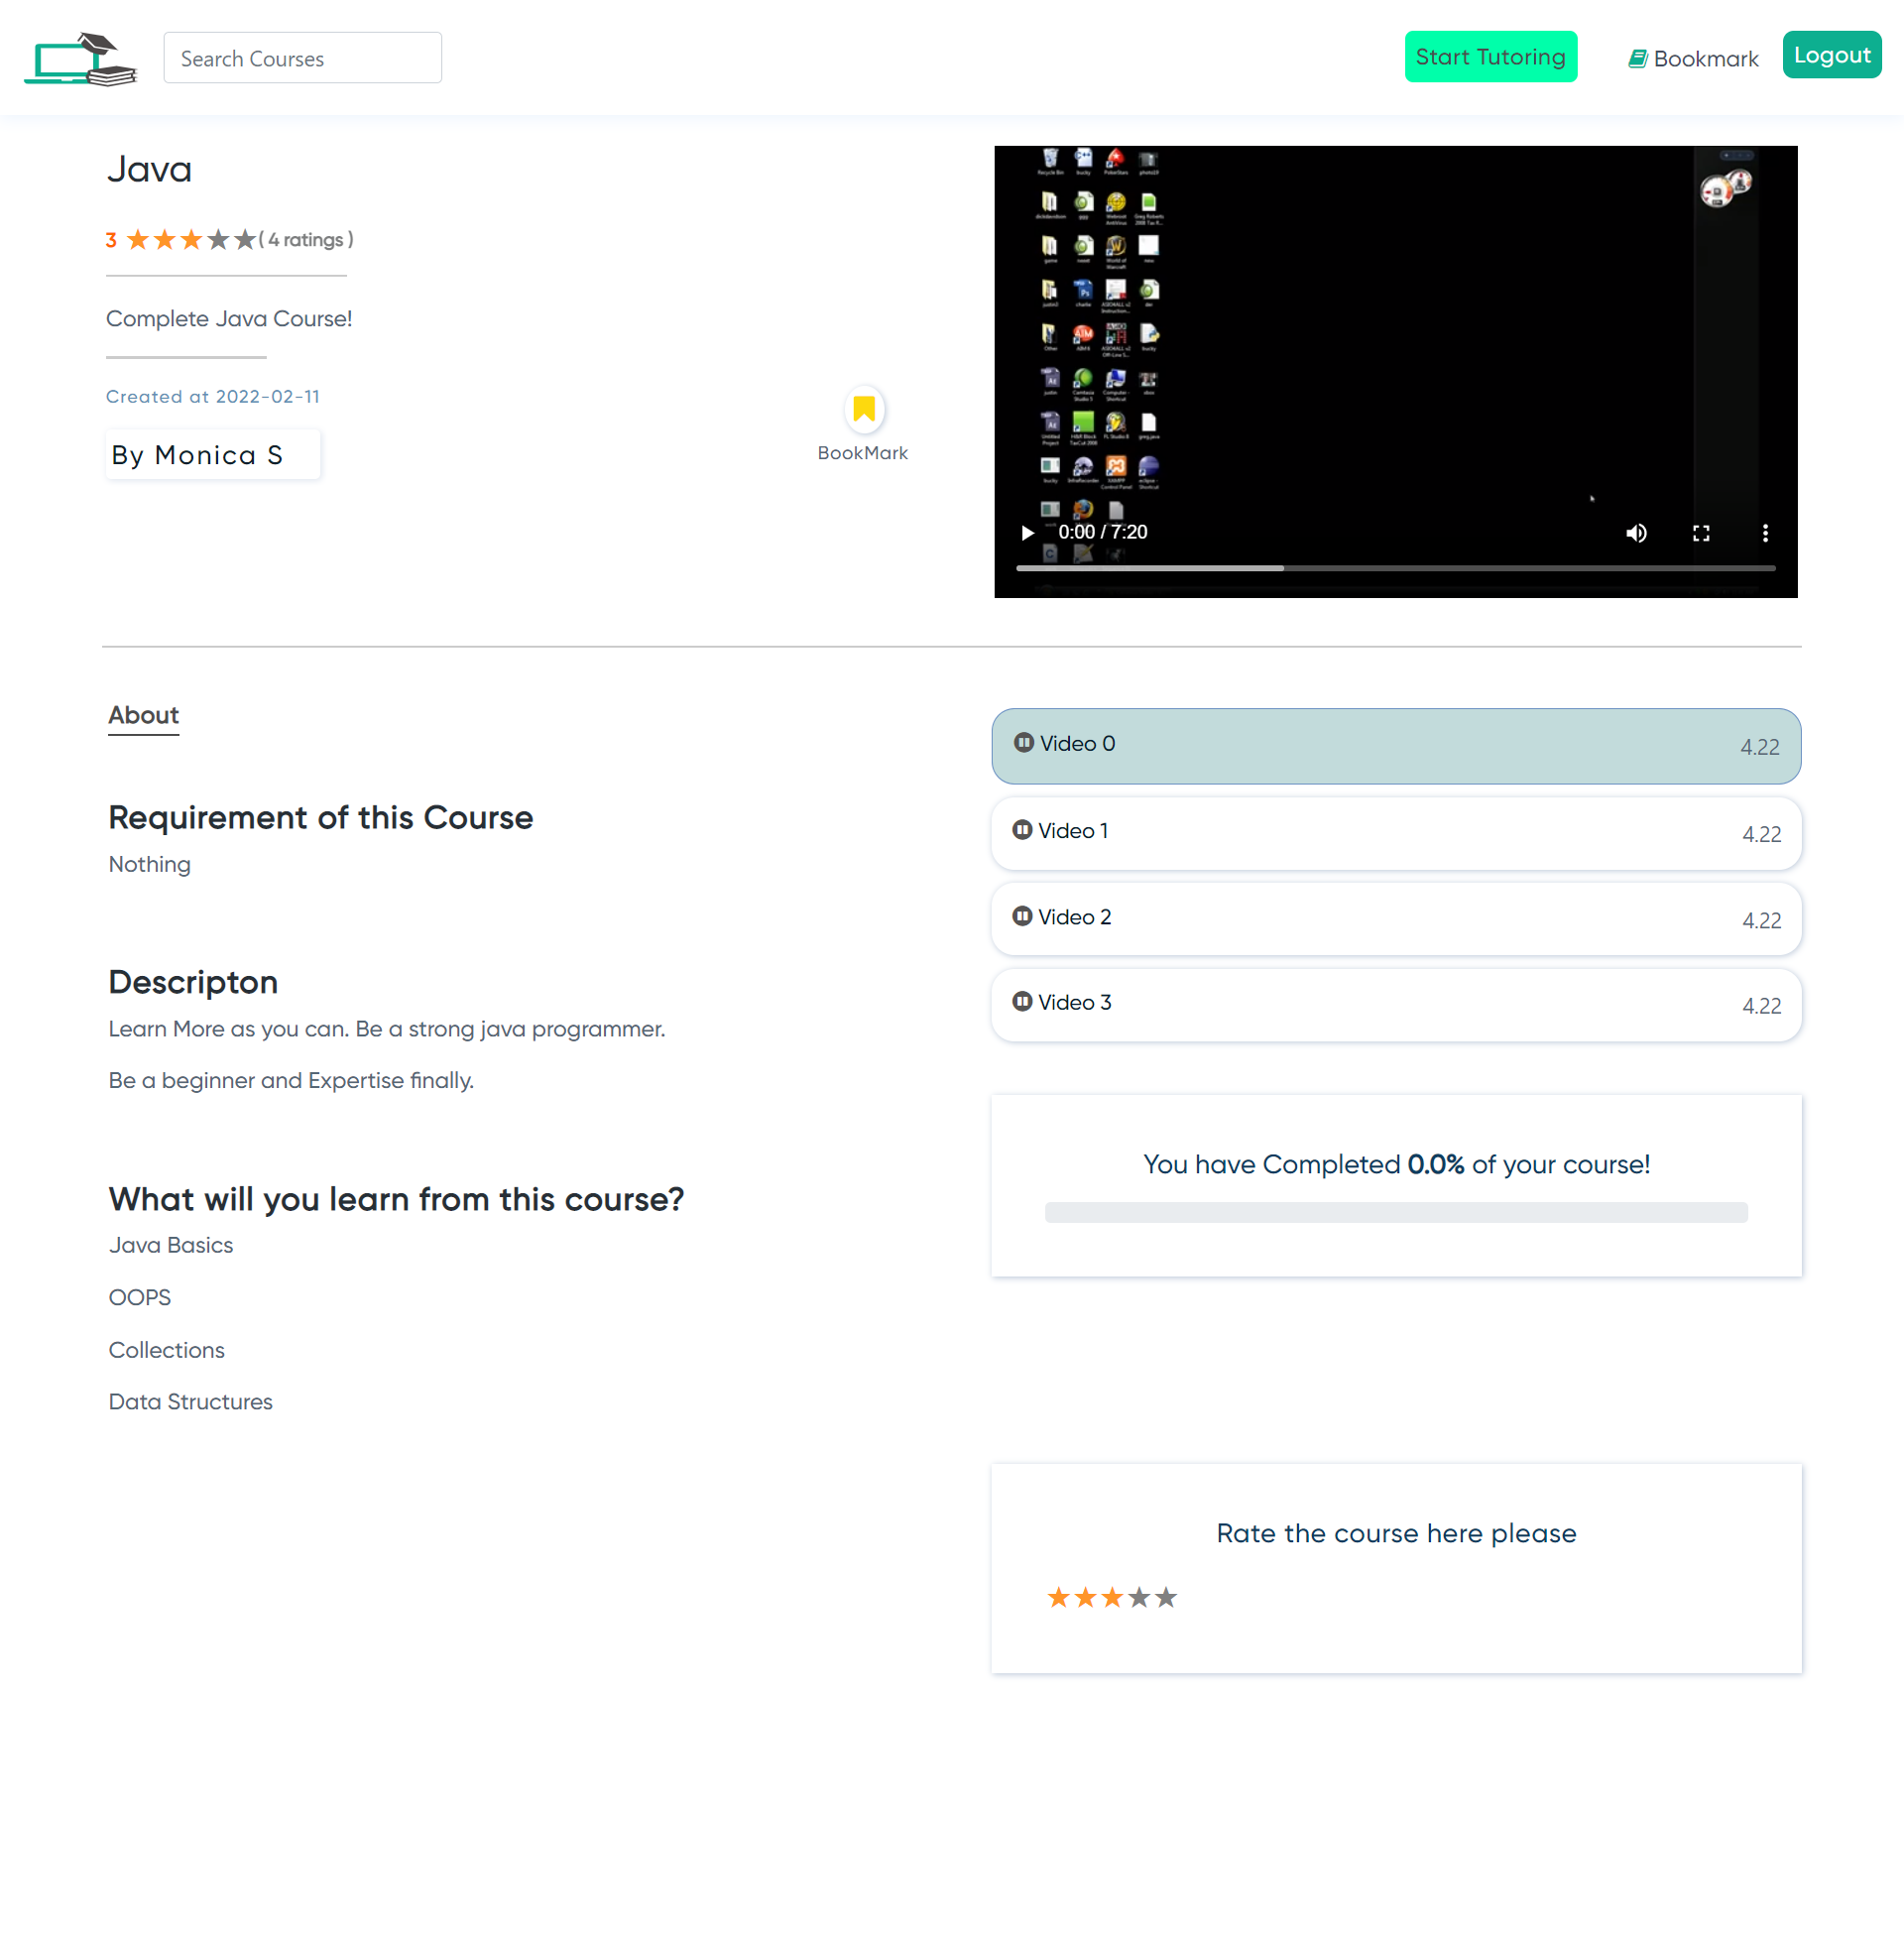 Search Courses
Start Tutoring
Bookmark
Logout
Java
3 ( 4 ratings )
Complete Java Course!
Created at 2022-02-11
By Monica S
BookMark
0:00 / 7:20
About
Requirement of this Course
Nothing
Descripton
Learn More as you can. Be a strong java programmer.
Be a beginner and Expertise finally.
What will you learn from this course?
Java Basics
OOPS
Collections
Data Structures
Video 0 4.22
Video 1 4.22
Video 2 4.22
Video 3 4.22
You have Completed 0.0% of your course!
Rate the course here please